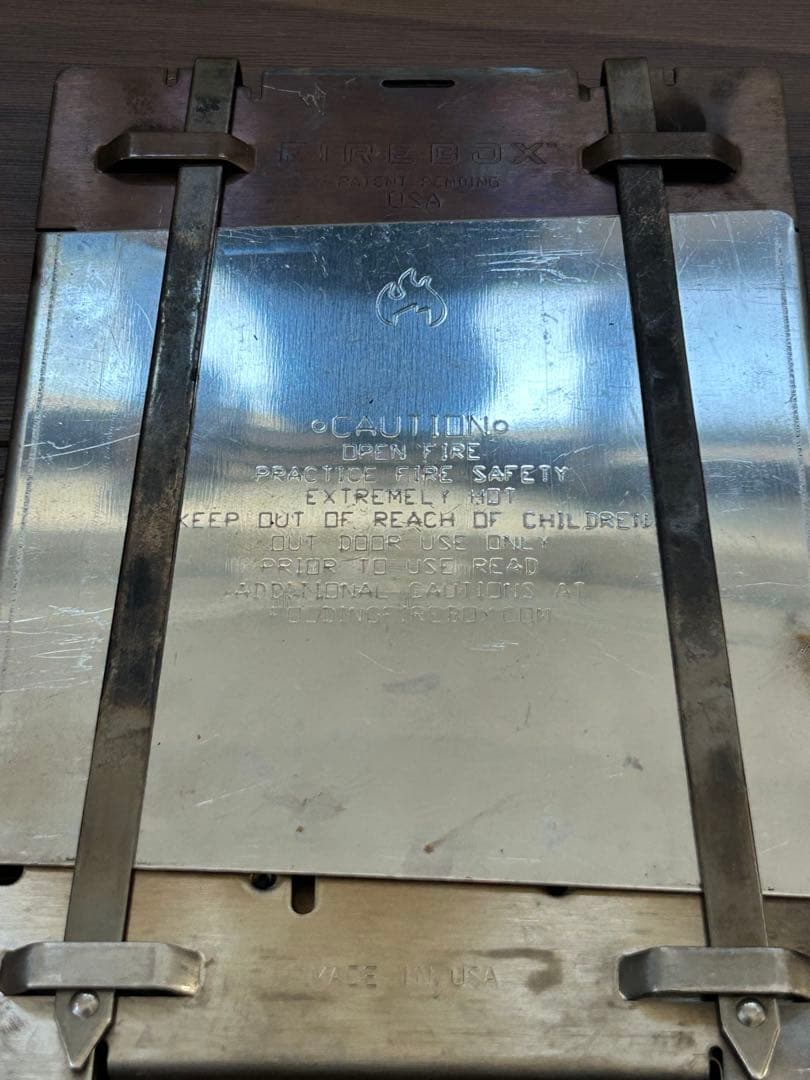 FIREBOX™
PATENT PENDING
USA
CAUTION
OPEN FIRE
PRACTICE FIRE SAFETY
EXTREMELY HOT
KEEP OUT OF REACH OF CHILDREN
OUT DOOR USE ONLY
PRIOR TO USE READ
ADDITIONAL CAUTIONS AT
FOLDINGFIREBOX.COM
MADE IN USA